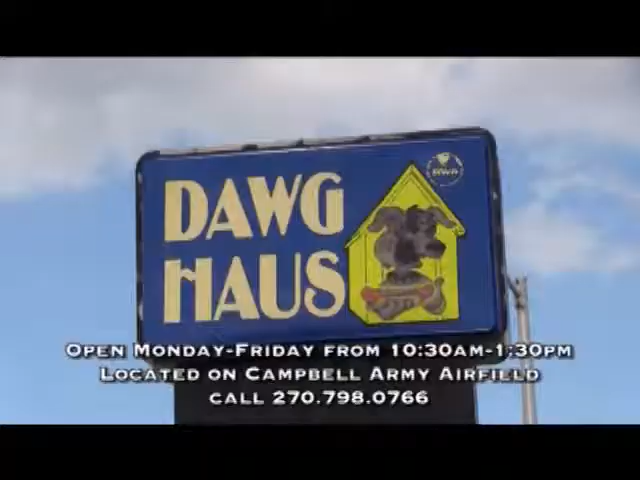 DAWG
HAUS
MWR
OPEN MONDAY-FRIDAY FROM 10:30AM-1:30PM
LOCATED ON CAMPBELL ARMY AIRFIELD
CALL 270.798.0766